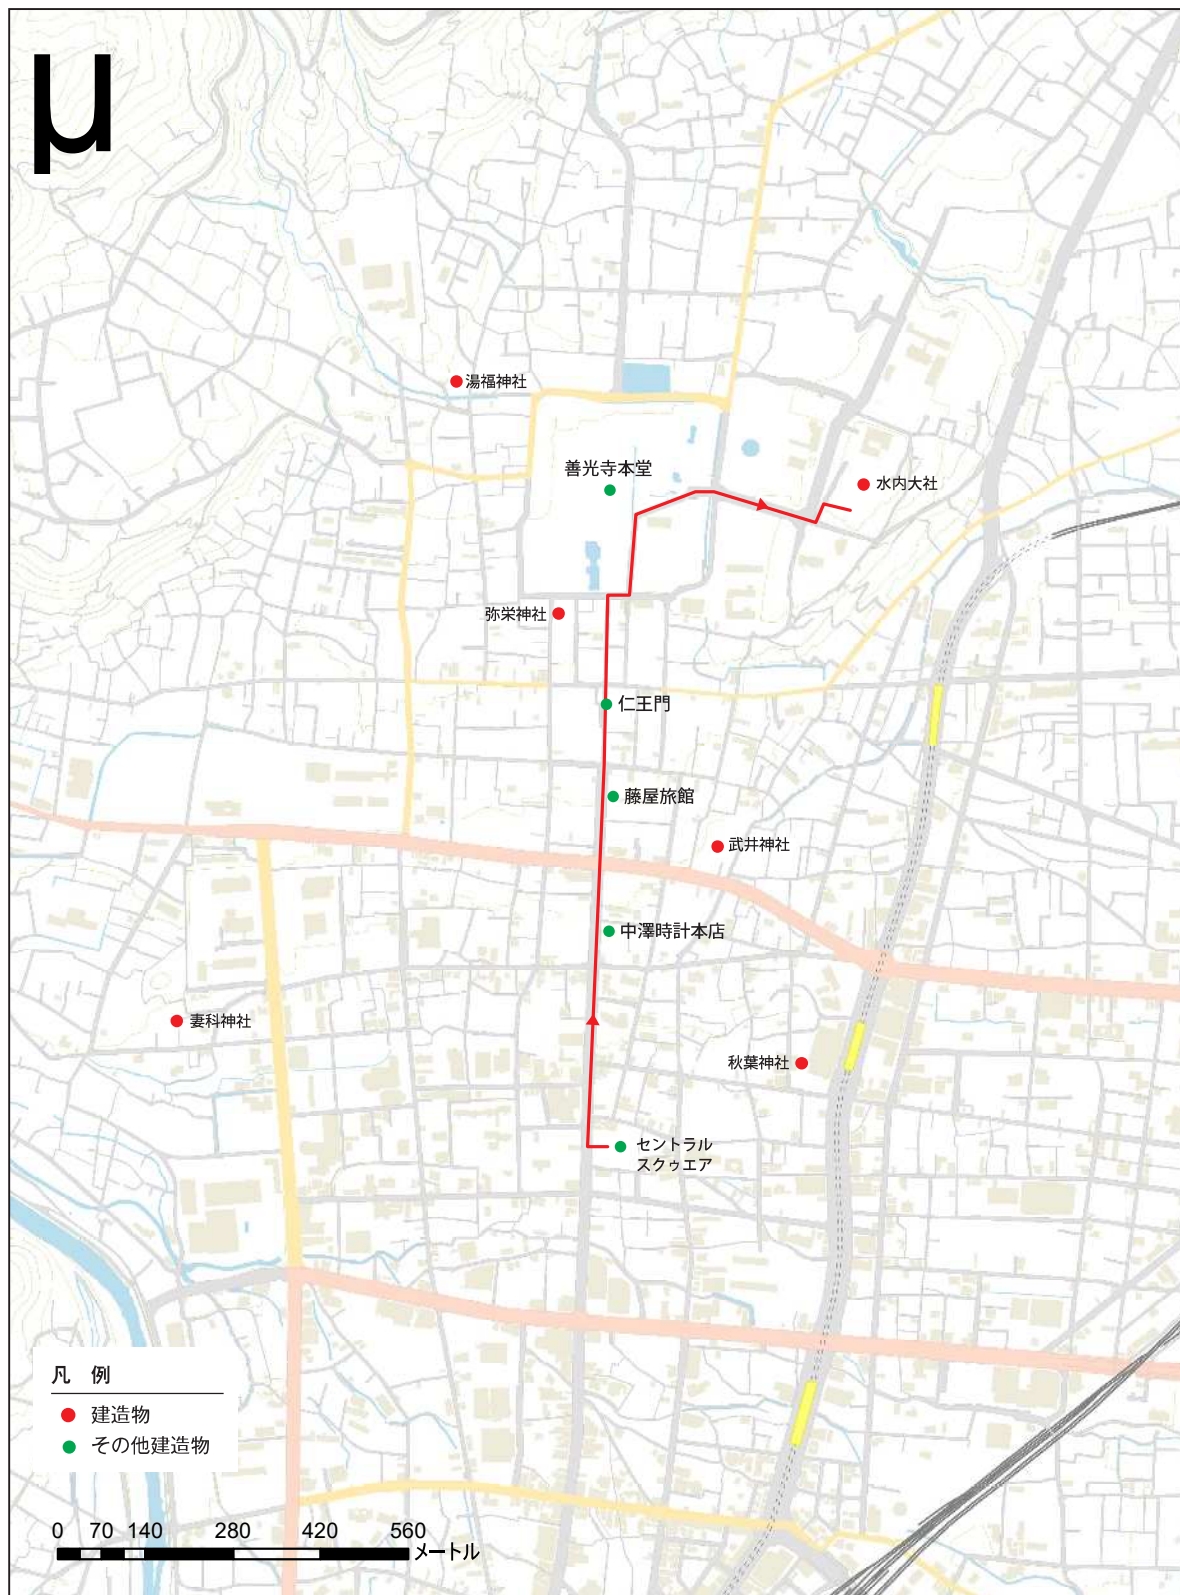 μ
湯福神社
善光寺本堂
水内大社
弥栄神社
仁王門
藤屋旅館
武井神社
中澤時計本店
妻科神社
秋葉神社
セントラル
スクゥエア
凡 例
建造物
その他建造物
0 70 140 280 420 560
メートル